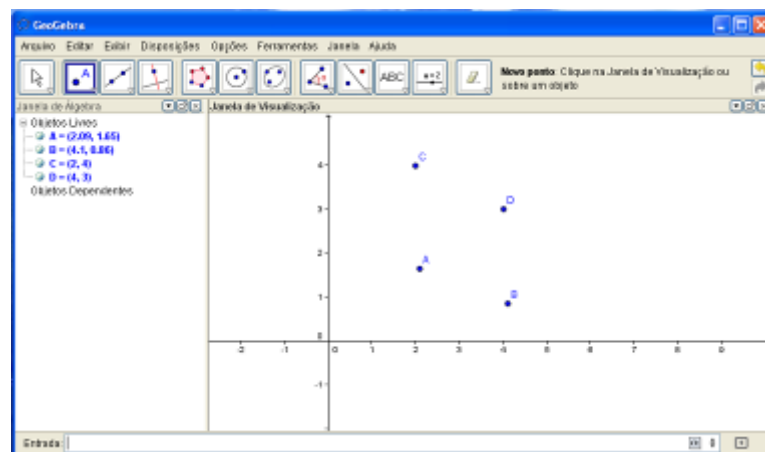 GeoGebra
Arquivo Editar Exibir Disposições Opções Ferramentas Janela Ajuda
A ABC a=2 Novo ponto: Clique na Janela de Visualização ou
sobre um objeto
Janela de Álgebra Janela de Visualização
Objetos Livres
A = (2.09, 1.65)
B = (4.1, 0.86)
C = (2, 4)
D = (4, 3)
Objetos Dependentes
4 C
3 D
2 A
1 B
0
-2 -1 0 1 2 3 4 5 6 7 8 9
-1
Entrada: